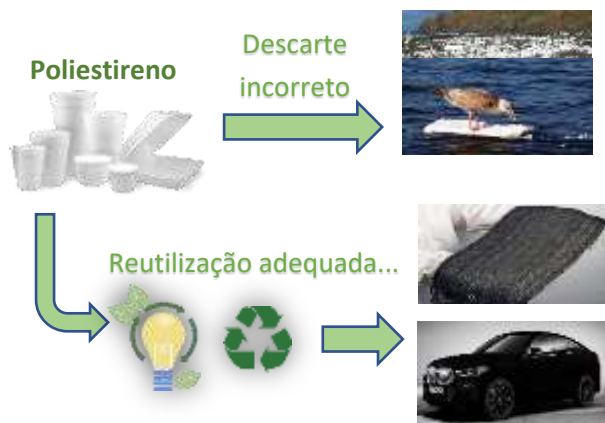 Descarte
incorreto
Poliestireno
Reutilização adequada...